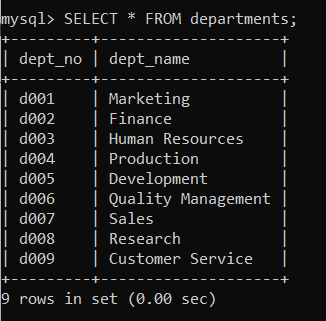 mysql> SELECT * FROM departments;
+---------+--------------------+
| dept_no | dept_name          |
+---------+--------------------+
| d001    | Marketing          |
| d002    | Finance            |
| d003    | Human Resources    |
| d004    | Production         |
| d005    | Development        |
| d006    | Quality Management |
| d007    | Sales              |
| d008    | Research           |
| d009    | Customer Service   |
+---------+--------------------+
9 rows in set (0.00 sec)